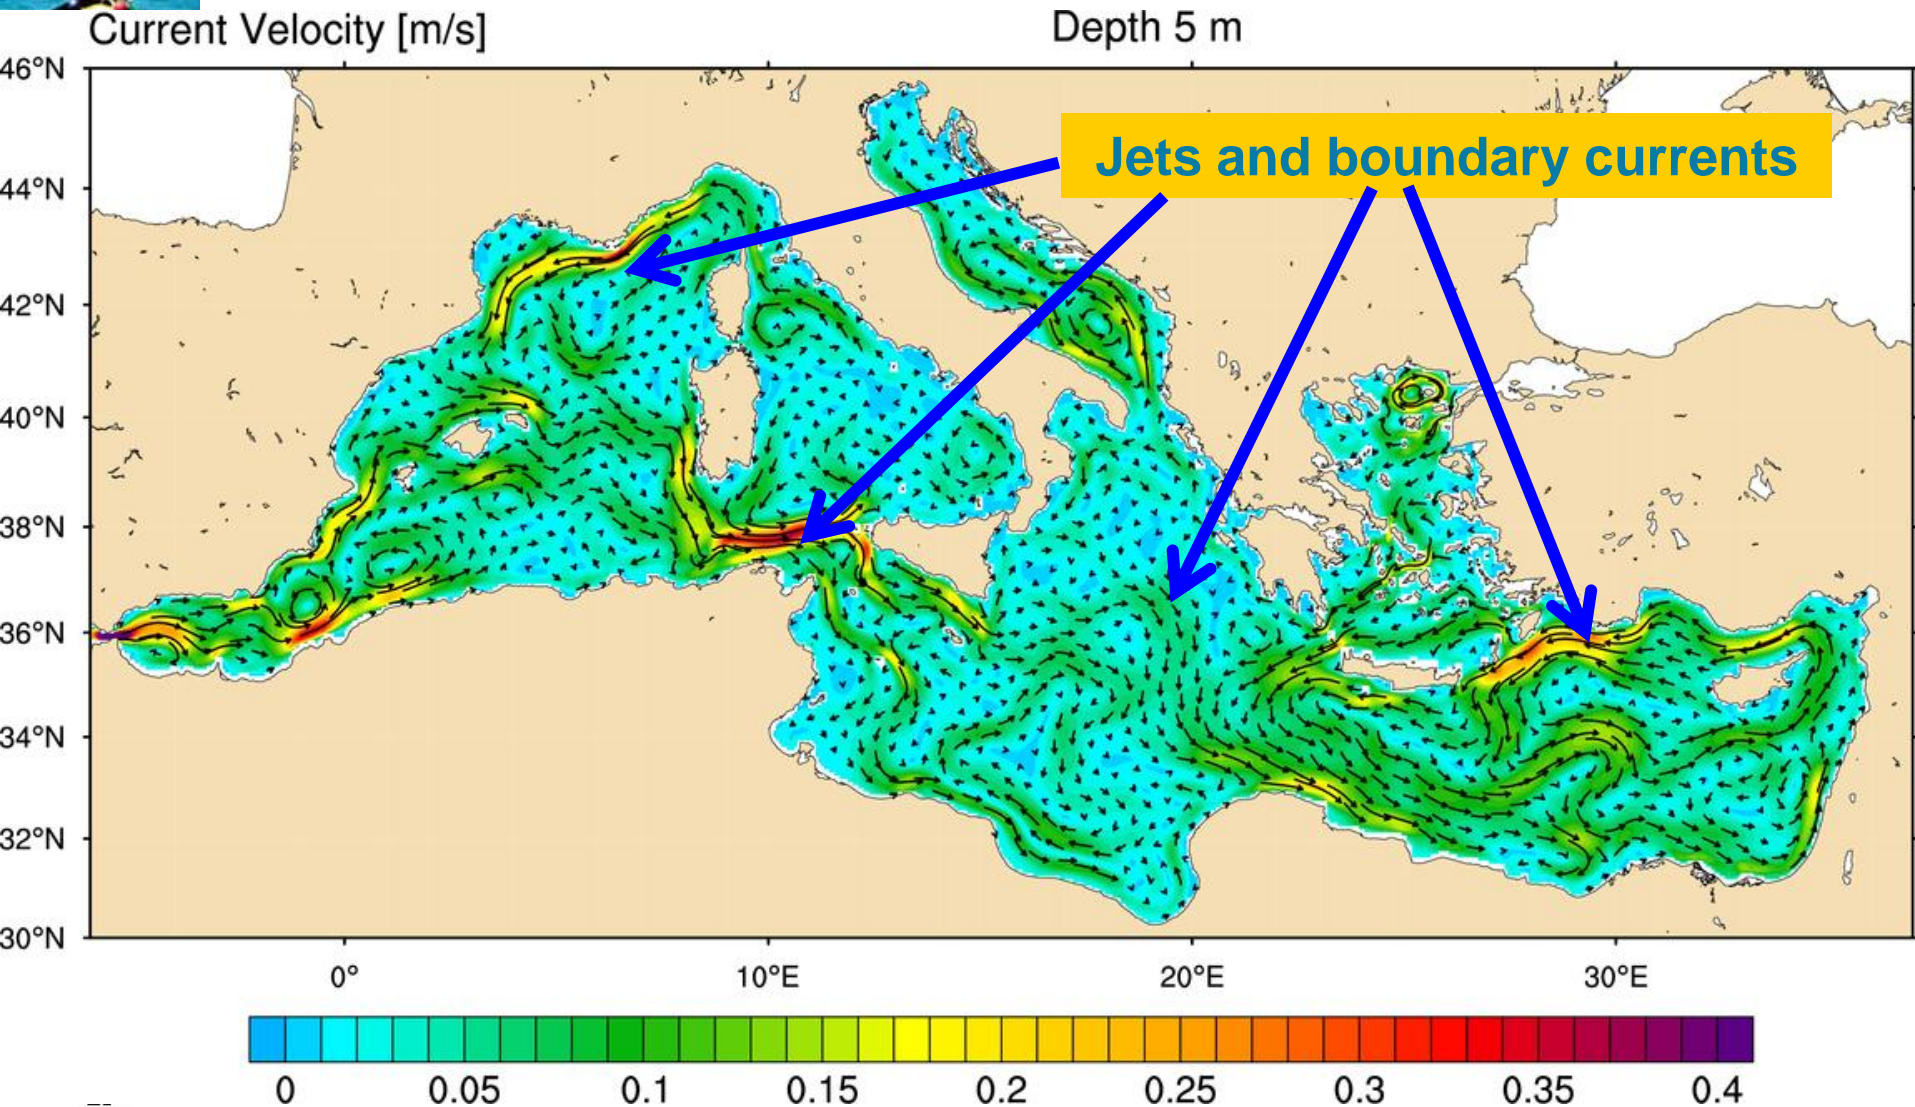 Current Velocity [m/s]
Depth 5 m
46°N
Jets and boundary currents
44°N
42°N
40°N
38°N
36°N
34°N
32°N
30°N
0°
10°E
20°E
30°E
0
0.05
0.1
0.15
0.2
0.25
0.3
0.35
0.4